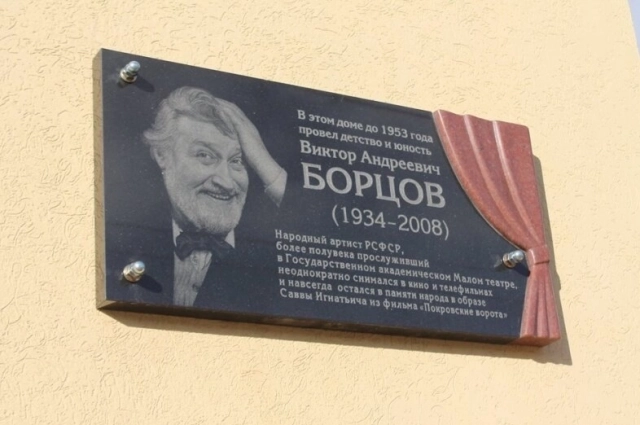 В этом доме до 1953 года
провел детство и юность
Виктор Андреевич
БОРЦОВ
(1934-2008)
Народный артист РСФСР,
более полувека прослуживший
в Государственном академическом Малом театре,
неоднократно снимался в кино и телефильмах
и навсегда остался в памяти народа в образе
Саввы Игнатьича из фильма «Покровские ворота»